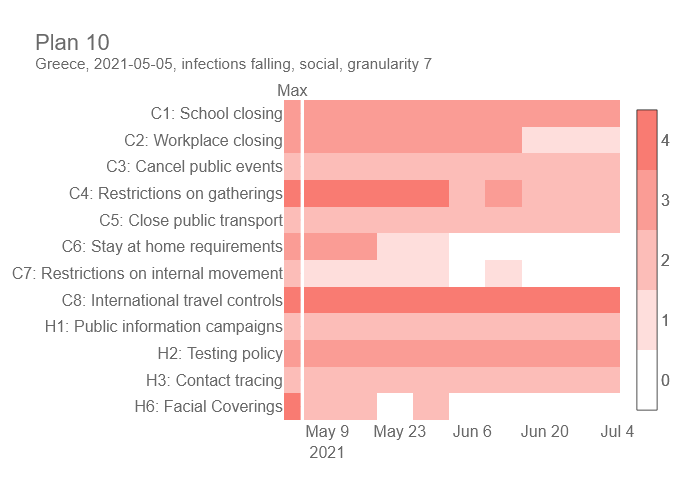 Plan 10
Greece, 2021-05-05, infections falling, social, granularity 7
Max
C1: School closing
C2: Workplace closing
C3: Cancel public events
C4: Restrictions on gatherings
C5: Close public transport
C6: Stay at home requirements
C7: Restrictions on internal movement
C8: International travel controls
H1: Public information campaigns
H2: Testing policy
H3: Contact tracing
H6: Facial Coverings
May 9 May 23 Jun 6 Jun 20 Jul 4
2021
4
3
2
1
0